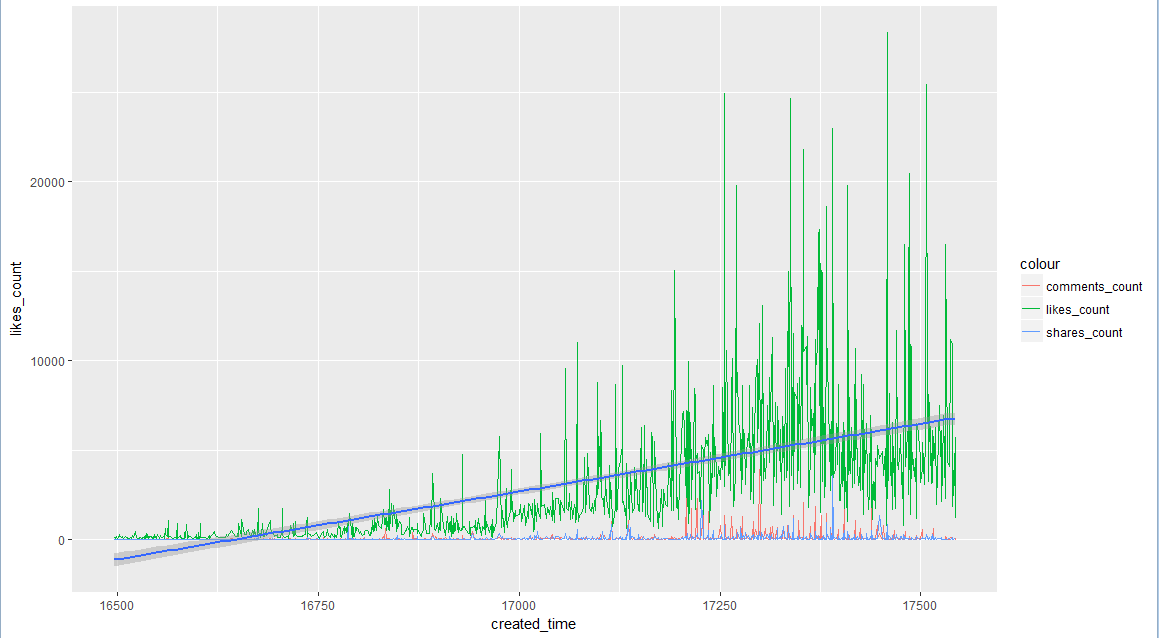 20000
10000
0
likes_count
16500 16750 17000 17250 17500
created_time
colour
comments_count
likes_count
shares_count